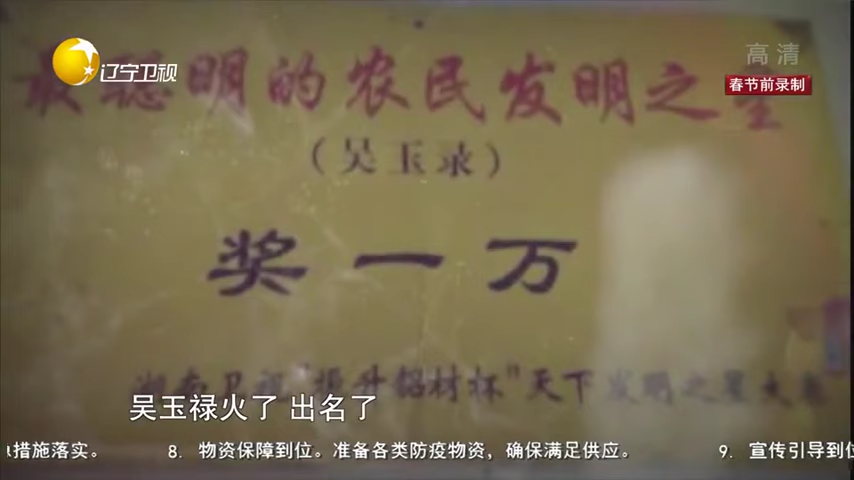 辽宁卫视
高清
春节前录制
最聪明的农民发明之星
（吴玉录）
奖一万
湖南卫视"提升韶材杯"天下发明之星大赛
吴玉禄火了 出名了
措施落实。 8. 物资保障到位。准备各类防疫物资，确保满足供应。 9. 宣传引导到位